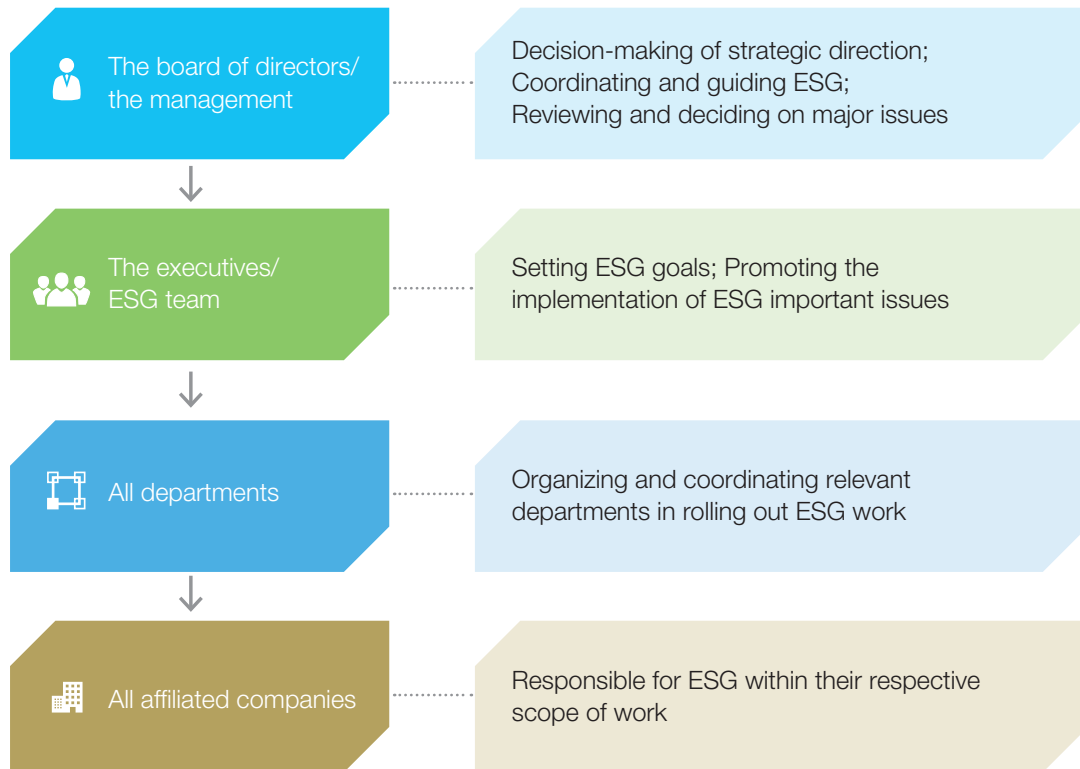 The board of directors/
the management
Decision-making of strategic direction;
Coordinating and guiding ESG;
Reviewing and deciding on major issues
The executives/
ESG team
Setting ESG goals; Promoting the
implementation of ESG important issues
All departments
Organizing and coordinating relevant
departments in rolling out ESG work
All affiliated companies
Responsible for ESG within their respective
scope of work